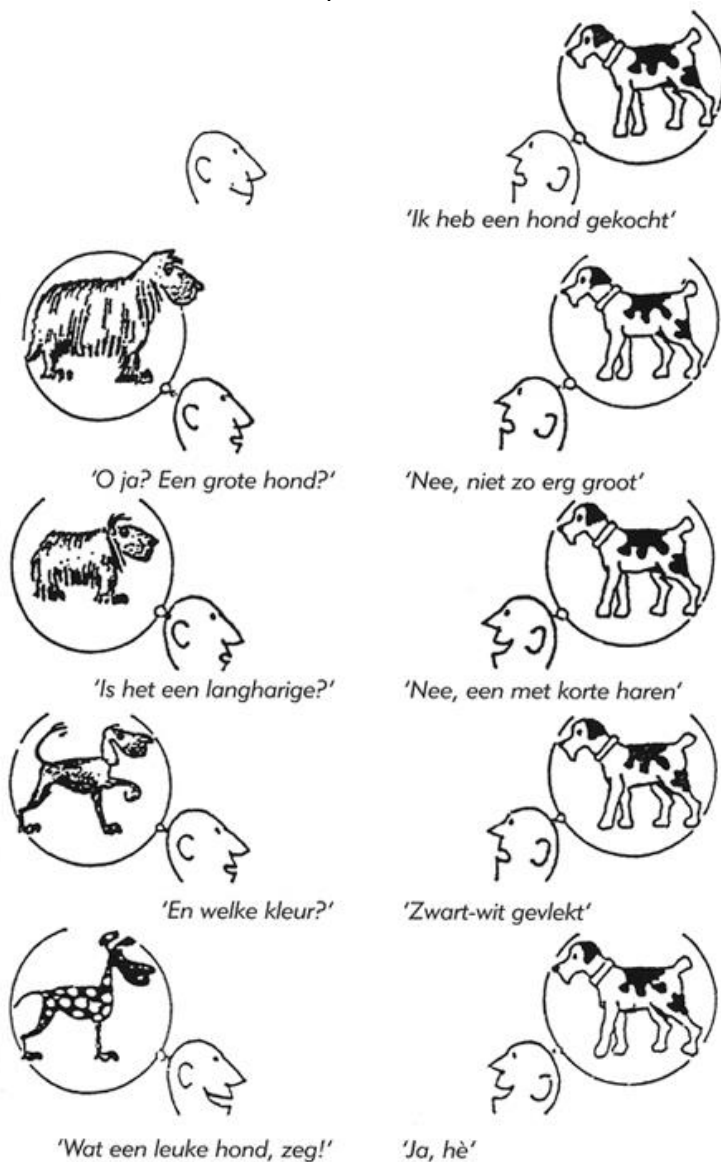 'Ik heb een hond gekocht'
'O ja? Een grote hond?'
'Nee, niet zo erg groot'
'Is het een langharige?'
'Nee, een met korte haren'
'En welke kleur?'
'Zwart-wit gevlekt'
'Wat een leuke hond, zeg!'
'Ja, hè'